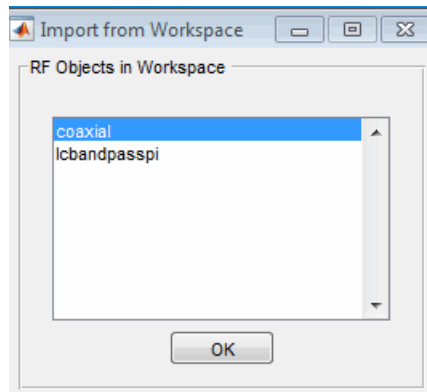 Import from Workspace
RF Objects in Workspace
coaxial
lcbandpasspi
OK